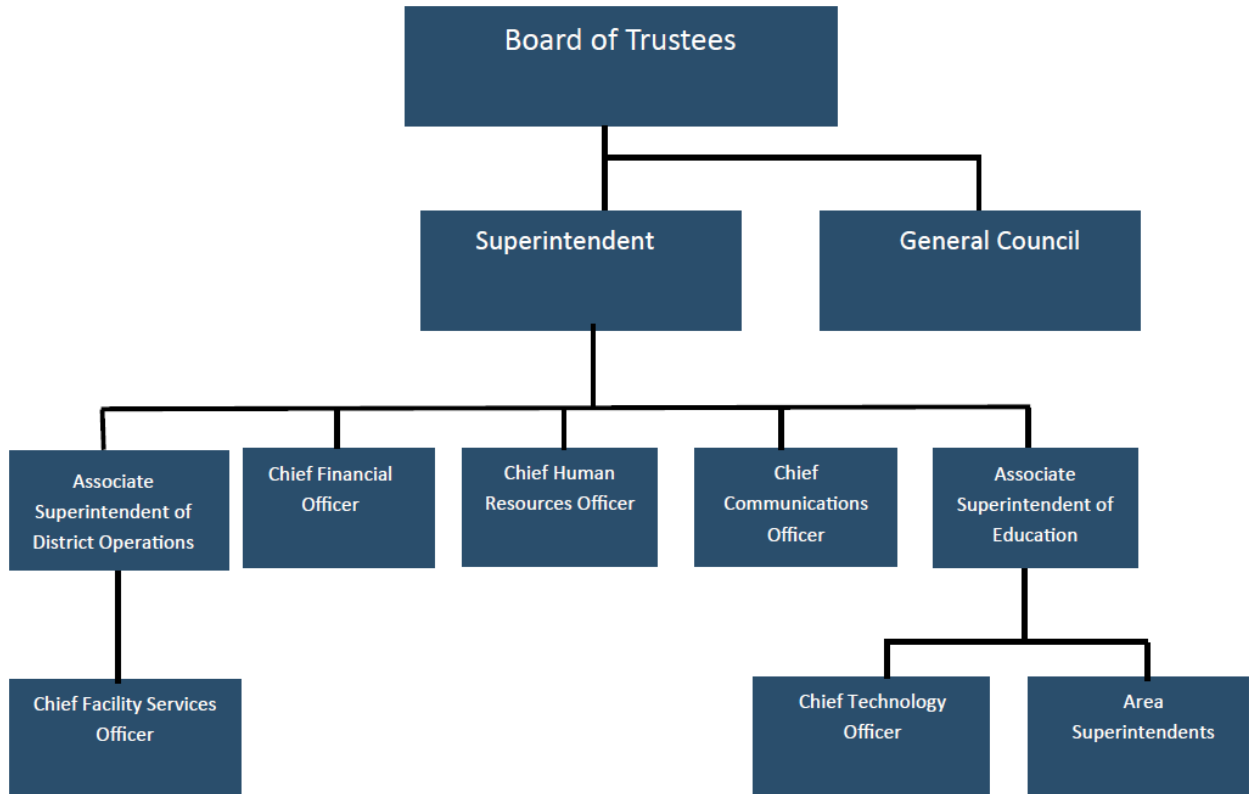 Board of Trustees
Superintendent
General Council
Associate
Superintendent of
District Operations
Chief Financial
Officer
Chief Human
Resources Officer
Chief
Communications
Officer
Associate
Superintendent of
Education
Chief Facility Services
Officer
Chief Technology
Officer
Area
Superintendents